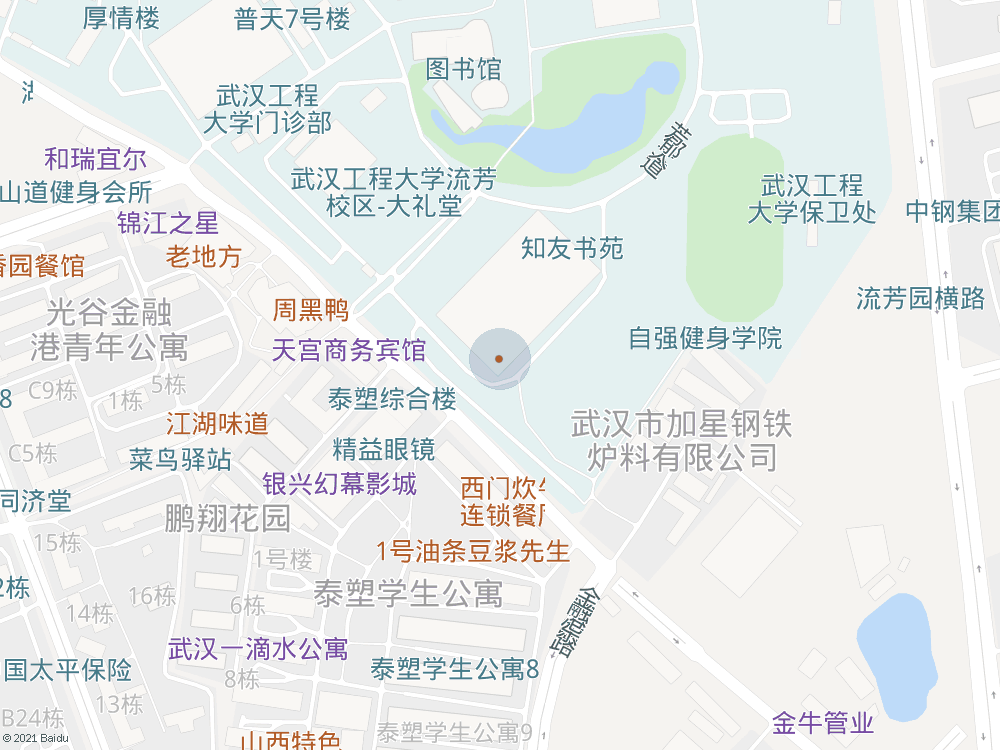 厚情楼
普天7号楼
图书馆
武汉工程
大学门诊部
茗都道
和瑞宜尔
武汉工程大学流芳
校区-大礼堂
武汉工程
大学保卫处
山道健身会所
中钢集团
锦江之星
知友书苑
老地方
香园餐馆
流芳园横路
光谷金融
港青年公寓
周黑鸭
自强健身学院
天宫商务宾馆
5栋
C9栋
1栋
8
泰塑综合楼
江湖味道
武汉市加星钢铁
炉料有限公司
精益眼镜
C5栋
菜鸟驿站
银兴幻幕影城
同济堂
西门炊
连锁餐厅
鹏翔花园
15栋
1号楼
1号油条豆浆先生
2栋
16栋
泰塑学生公寓
金融港路
14栋
6栋
武汉一滴水公寓
国太平保险
8栋
泰塑学生公寓8
13栋
B24栋
金牛管业
泰塑学生公寓9
山西特色
© 2021 Baidu